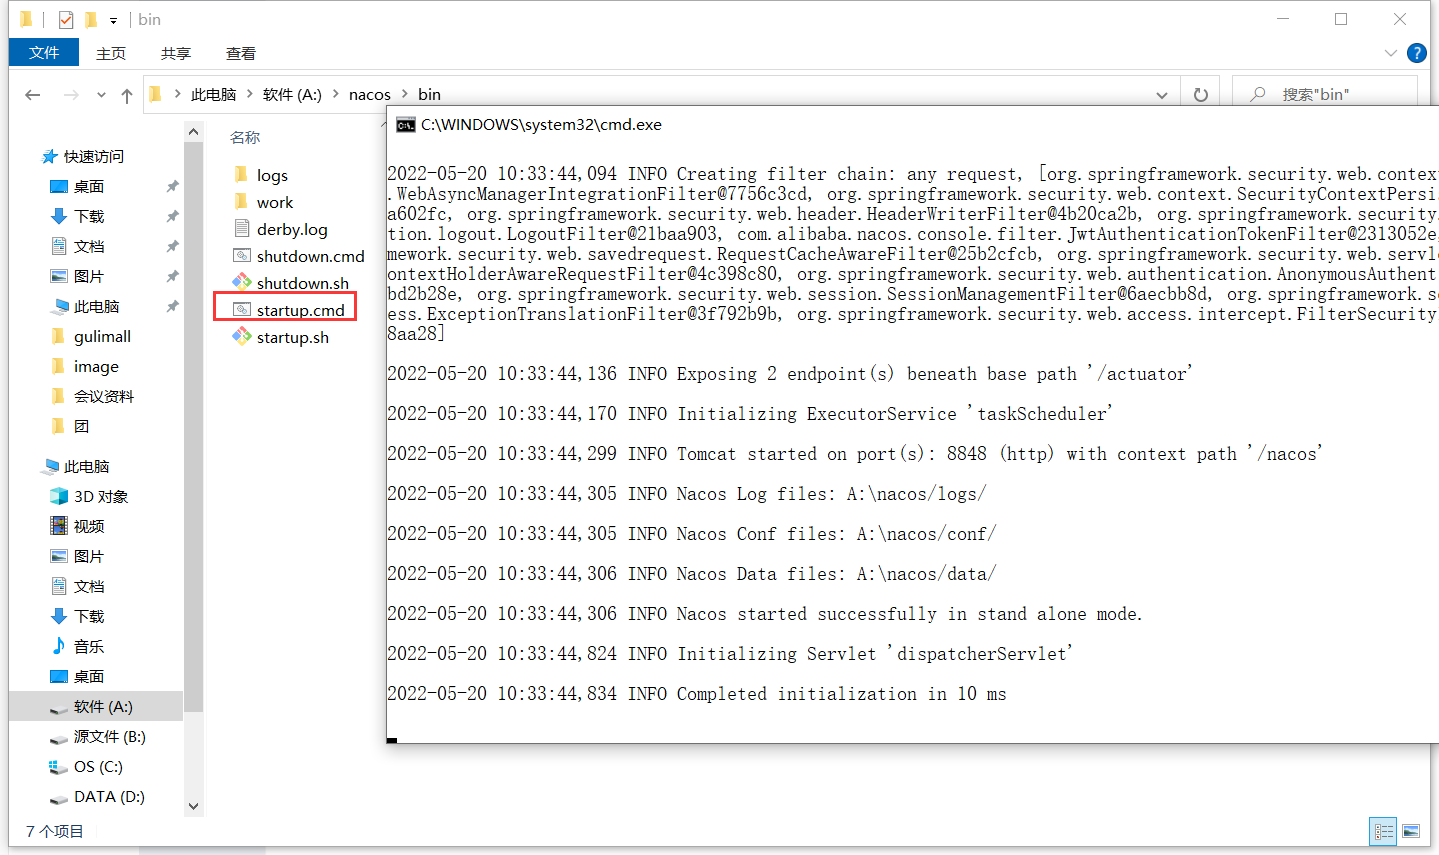 bin
文件 主页 共享 查看
此电脑 软件 (A:) nacos bin
搜索"bin"
快速访问
桌面
下载
文档
图片
此电脑
gulimall
image
会议资料
团
此电脑
3D 对象
视频
图片
文档
下载
音乐
桌面
软件 (A:)
源文件 (B:)
OS (C:)
DATA (D:)
名称
logs
work
derby.log
shutdown.cmd
shutdown.sh
startup.cmd
startup.sh
C:\WINDOWS\system32\cmd.exe
2022-05-20 10:33:44,094 INFO Creating filter chain: any request, [org.springframework.security.web.context
.WebAsyncManagerIntegrationFilter@7756c3cd, org.springframework.security.web.context.SecurityContextPersi
a602fc, org.springframework.security.web.header.HeaderWriterFilter@4b20ca2b, org.springframework.security.
tion.logout.LogoutFilter@21baa903, com.alibaba.nacos.console.filter.JwtAuthenticationTokenFilter@2313052e,
mework.security.web.savedrequest.RequestCacheAwareFilter@25b2cfcb, org.springframework.security.web.servle
ontextHolderAwareRequestFilter@4c398c80, org.springframework.security.web.authentication.AnonymousAuthent
bd2b28e, org.springframework.security.web.session.SessionManagementFilter@6aecbb8d, org.springframework.s
ess.ExceptionTranslationFilter@3f792b9b, org.springframework.security.web.access.intercept.FilterSecurity
8aa28]
2022-05-20 10:33:44,136 INFO Exposing 2 endpoint(s) beneath base path '/actuator'
2022-05-20 10:33:44,170 INFO Initializing ExecutorService 'taskScheduler'
2022-05-20 10:33:44,299 INFO Tomcat started on port(s): 8848 (http) with context path '/nacos'
2022-05-20 10:33:44,305 INFO Nacos Log files: A:\nacos/logs/
2022-05-20 10:33:44,305 INFO Nacos Conf files: A:\nacos/conf/
2022-05-20 10:33:44,306 INFO Nacos Data files: A:\nacos/data/
2022-05-20 10:33:44,306 INFO Nacos started successfully in stand alone mode.
2022-05-20 10:33:44,824 INFO Initializing Servlet 'dispatcherServlet'
2022-05-20 10:33:44,834 INFO Completed initialization in 10 ms
7 个项目